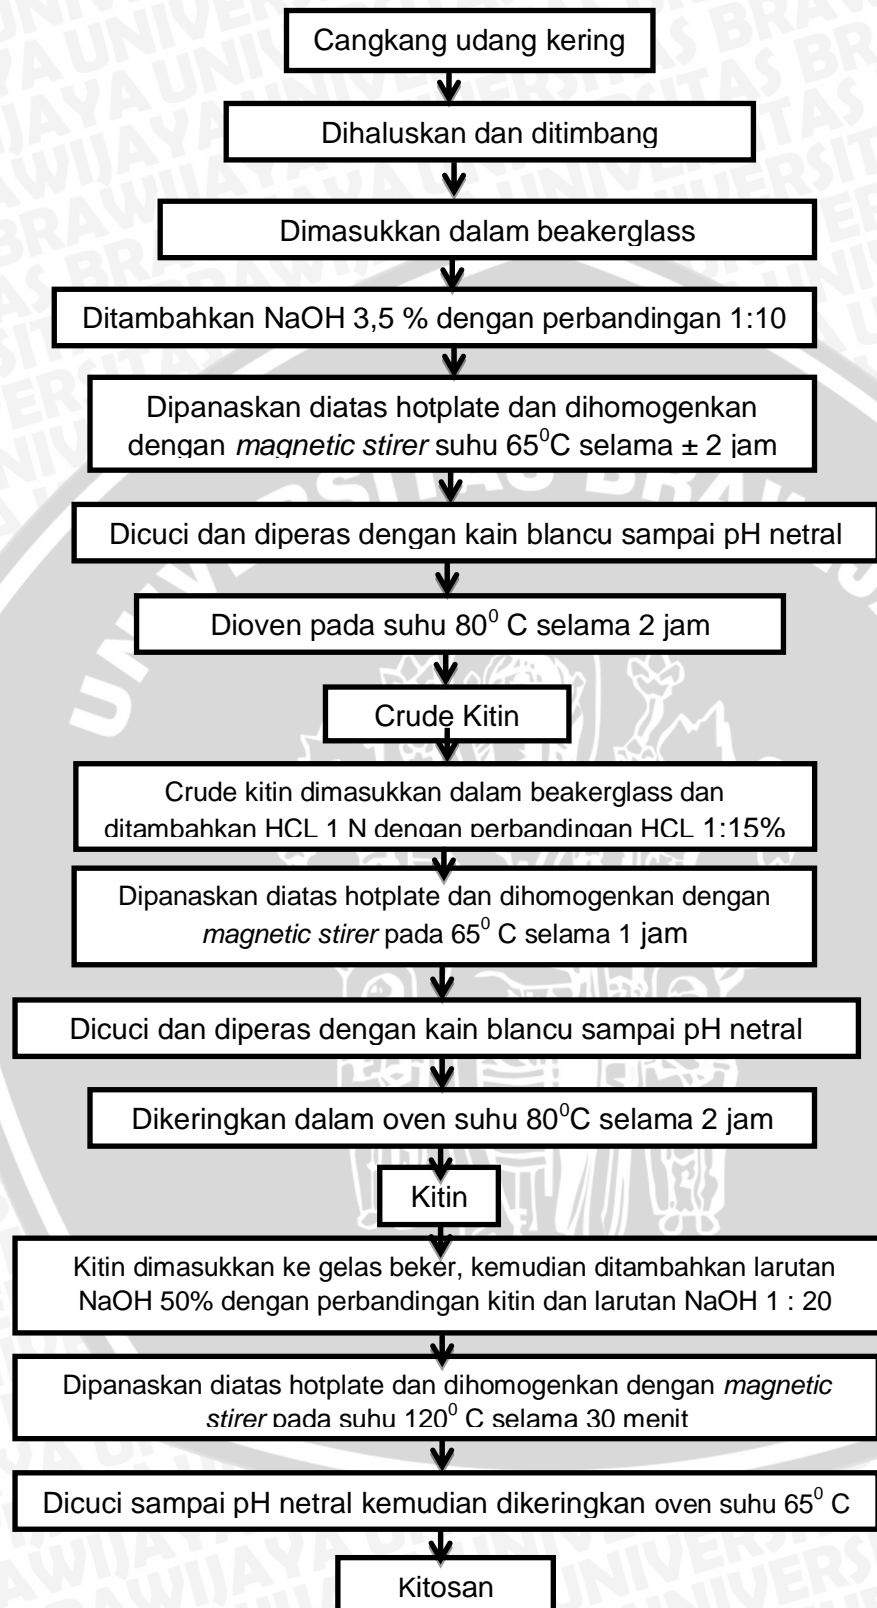 Cangkang udang kering
Dihaluskan dan ditimbang
Dimasukkan dalam beakerglass
Ditambahkan NaOH 3,5 % dengan perbandingan 1:10
Dipanaskan diatas hotplate dan dihomogenkan
dengan magnetic stirer suhu 65⁰C selama ± 2 jam
Dicuci dan diperas dengan kain blancu sampai pH netral
Dioven pada suhu 80⁰ C selama 2 jam
Crude Kitin
Crude kitin dimasukkan dalam beakerglass dan
ditambahkan HCL 1 N dengan perbandingan HCL 1:15%
Dipanaskan diatas hotplate dan dihomogenkan dengan
magnetic stirer pada 65⁰ C selama 1 jam
Dicuci dan diperas dengan kain blancu sampai pH netral
Dikeringkan dalam oven suhu 80⁰C selama 2 jam
Kitin
Kitin dimasukkan ke gelas beker, kemudian ditambahkan larutan
NaOH 50% dengan perbandingan kitin dan larutan NaOH 1 : 20
Dipanaskan diatas hotplate dan dihomogenkan dengan magnetic
stirer pada suhu 120⁰ C selama 30 menit
Dicuci sampai pH netral kemudian dikeringkan oven suhu 65⁰ C
Kitosan